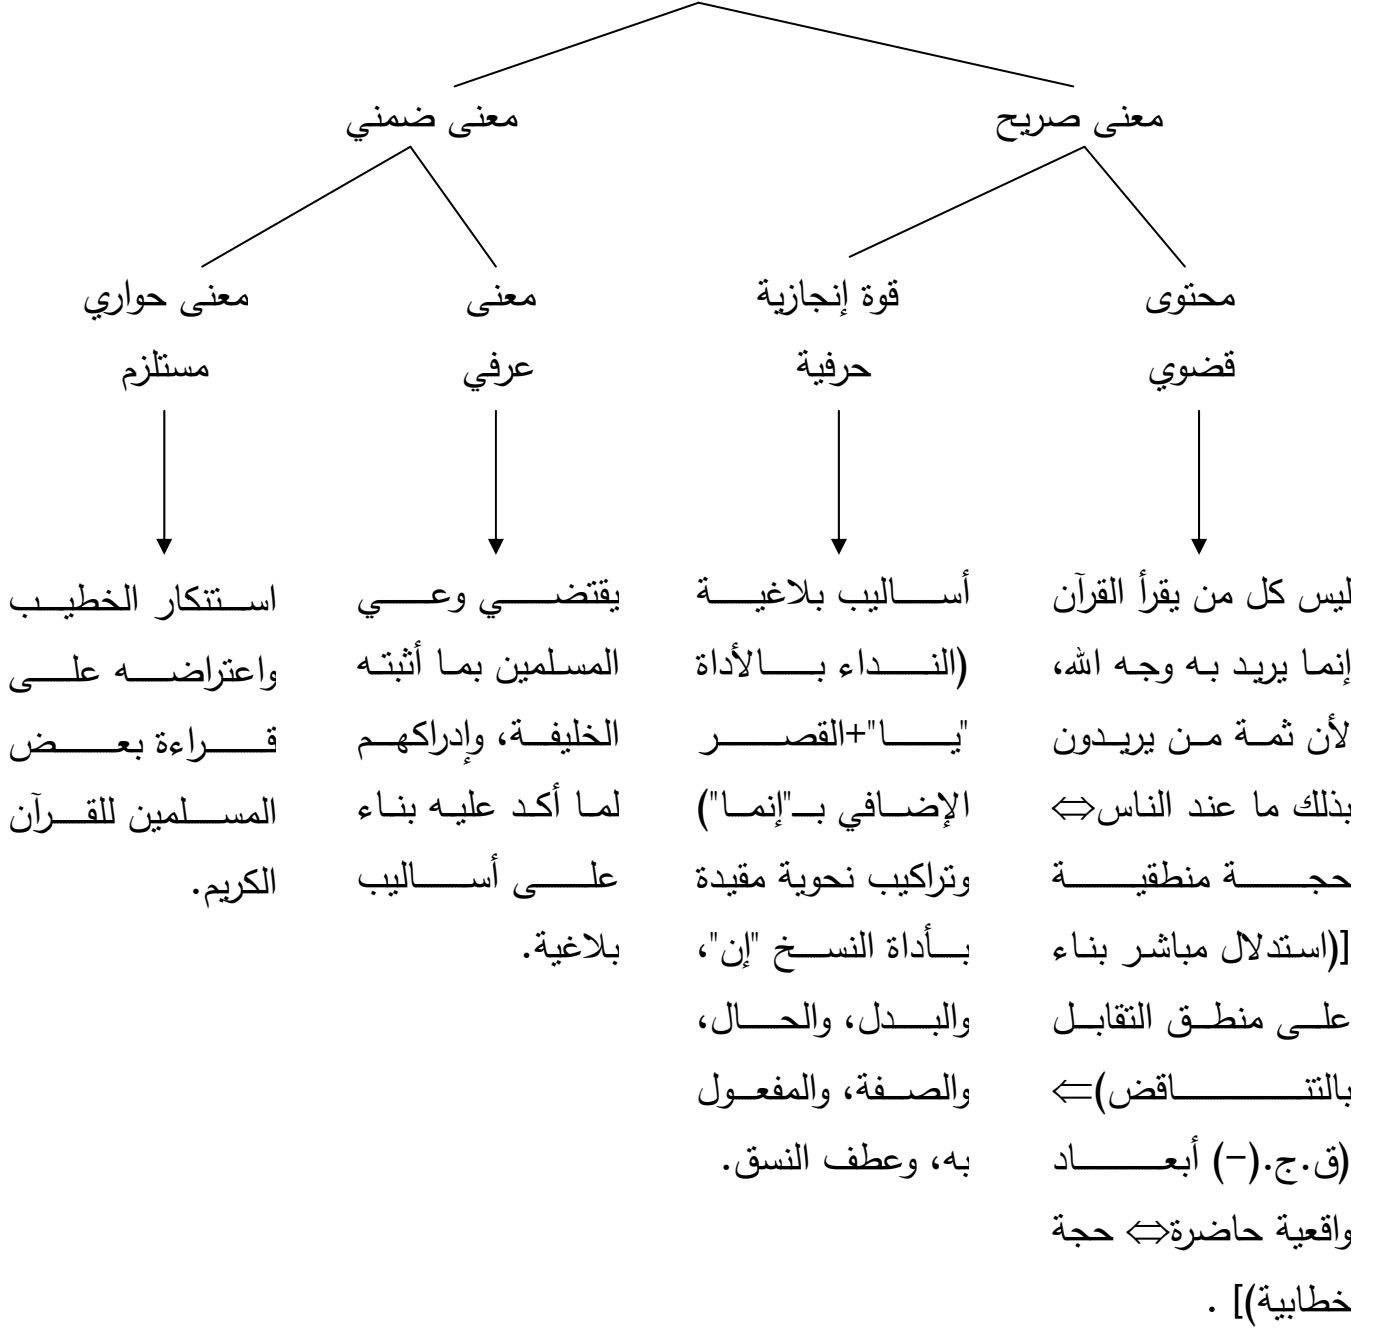 معنى صريح
معنى ضمني
محتوى
قضوي
قوة إنجازية
حرفية
معنى
عرفي
معنى حواري
مستلزم
ليس كل من يقرأ القرآن
إنما يريد به وجه الله،
لأن ثمة من يريدون
بذلك ما عند الناس⇔
حجة منطقية
[(استدلال مباشر بناء
على منطق التقابل
بالتناقض)⇐
(ق.ج.(-) أبعاد
واقعية حاضرة⇔ حجة
خطابية)] .
أساليب بلاغية
(النداء بالأداة
"يا"+القصر
الإضافي بـ"إنما")
وتراكيب نحوية مقيدة
بأداة النسخ "إن"،
والبدل، والحال،
والصفة، والمفعول
به، وعطف النسق.
يقتضي وعي
المسلمين بما أثبته
الخليفة، وإدراكهم
لما أكد عليه بناء
على أساليب
بلاغية.
استنكار الخطيب
واعتراضه على
قراءة بعض
المسلمين للقرآن
الكريم.